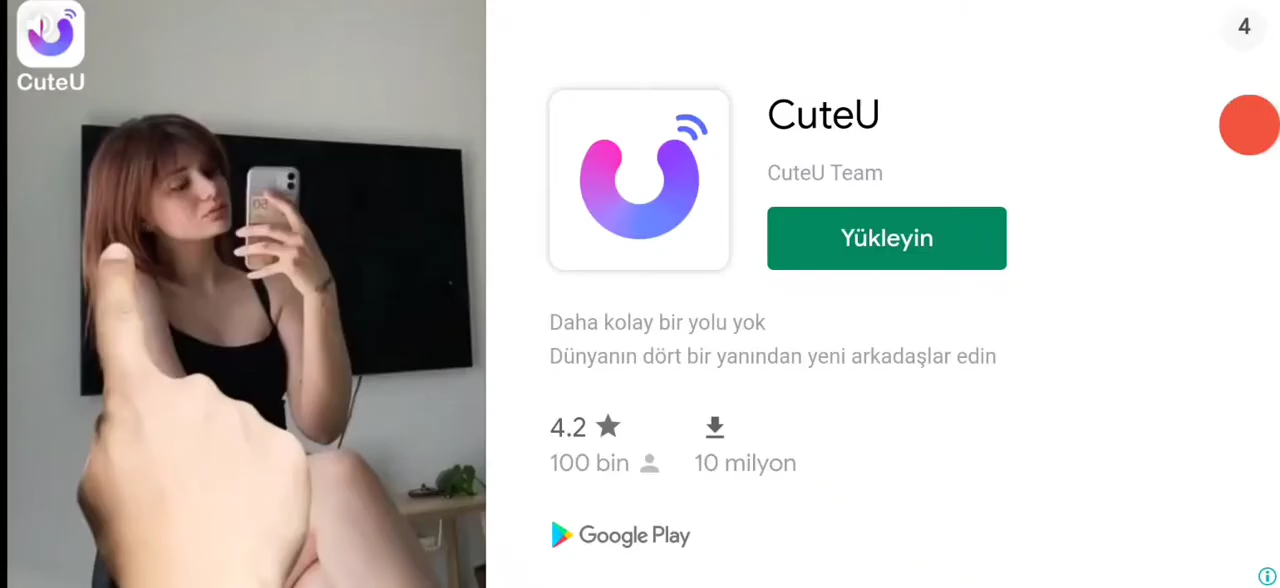 CuteU
4
CuteU
CuteU Team
Yükleyin
Daha kolay bir yolu yok
Dünyanın dört bir yanından yeni arkadaşlar edin
4.2
100 bin
10 milyon
Google Play